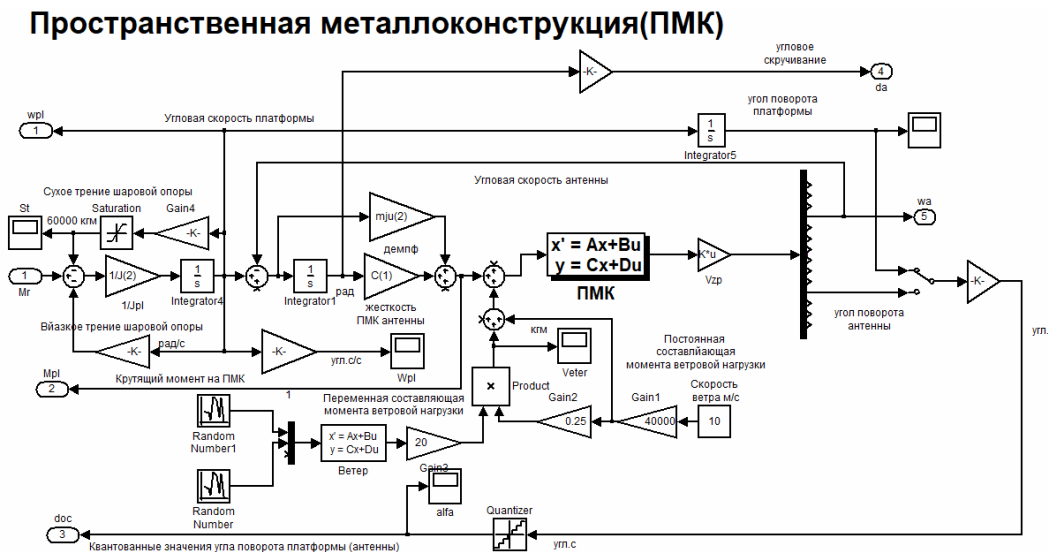 Пространственная металлоконструкция(ПМК)
угловое
скручивание
-K-
4
da
wpl
1
Угловая скорость платформы
угол поворота
платформы
1
s
Integrator5
Сухое трение шаровой опоры
Угловая скорость антенны
St
60000 кгм
Saturation
Gain4
-K-
mju(2)
демпф
wa
5
1
Mr
1/J(2)
1/Jpl
1
s
Integrator4
1
s
Integrator1
рад
C(1)
жесткость
ПМК антенны
x' = Ax+Bu
y = Cx+Du
ПМК
K*u
Vzp
-K-
угол поворота
антенны
угл.
Вйазкое трение шаровой опоры
-K-
рад/с
-K-
угл.с/с
Wpl
кгм
Veter
Постоянная
составлйающая
момента ветровой нагрузки
Mpl
2
Крутящий момент на ПМК
1
Переменная составляющая
момента ветровой нагрузки
×
Product
Gain2
0.25
Gain1
40000
Скорость
ветра м/с
10
Random
Number1
x' = Ax+Bu
y = Cx+Du
Ветер
20
Gain3
Random
Number
alfa
Quantizer
doc
3
Квантованные значения угла поворота платформы (антенны)
угл.с